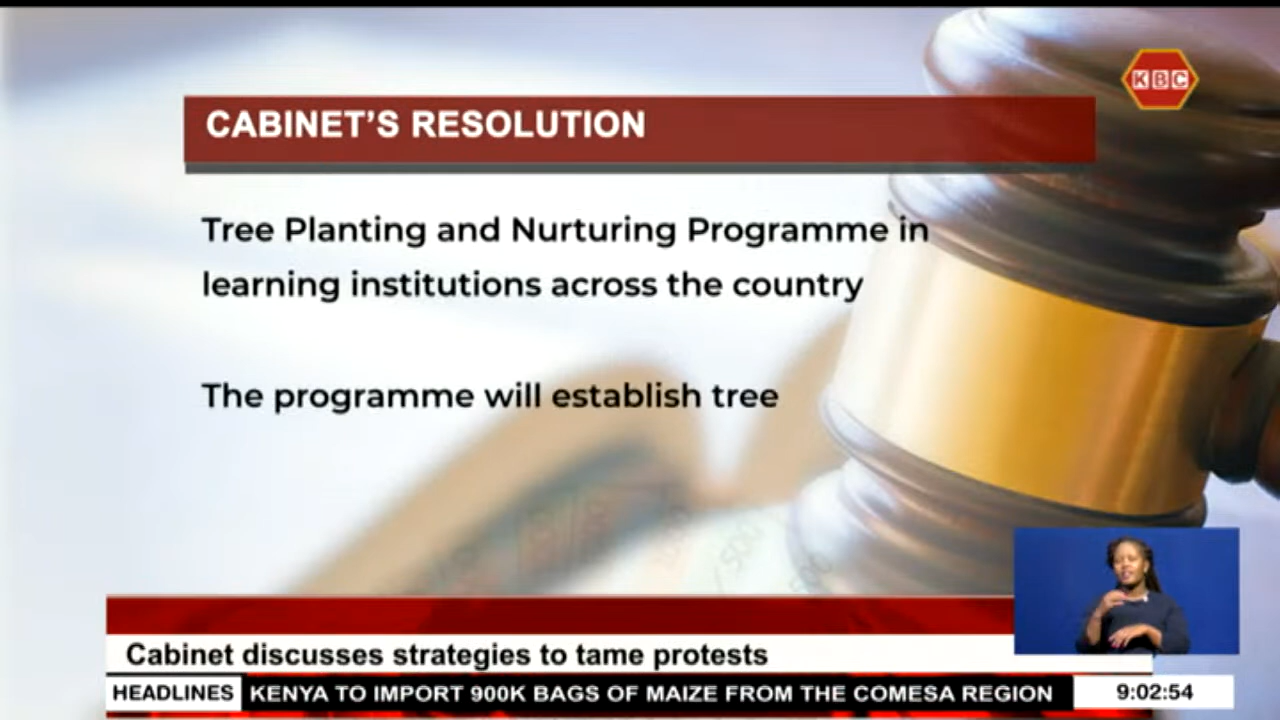 KBC
CABINET'S RESOLUTION
Tree Planting and Nurturing Programme in
learning institutions across the country
The programme will establish tree
Cabinet discusses strategies to tame protests
HEADLINES KENYA TO IMPORT 900K BAGS OF MAIZE FROM THE COMESA REGION 9:02:54